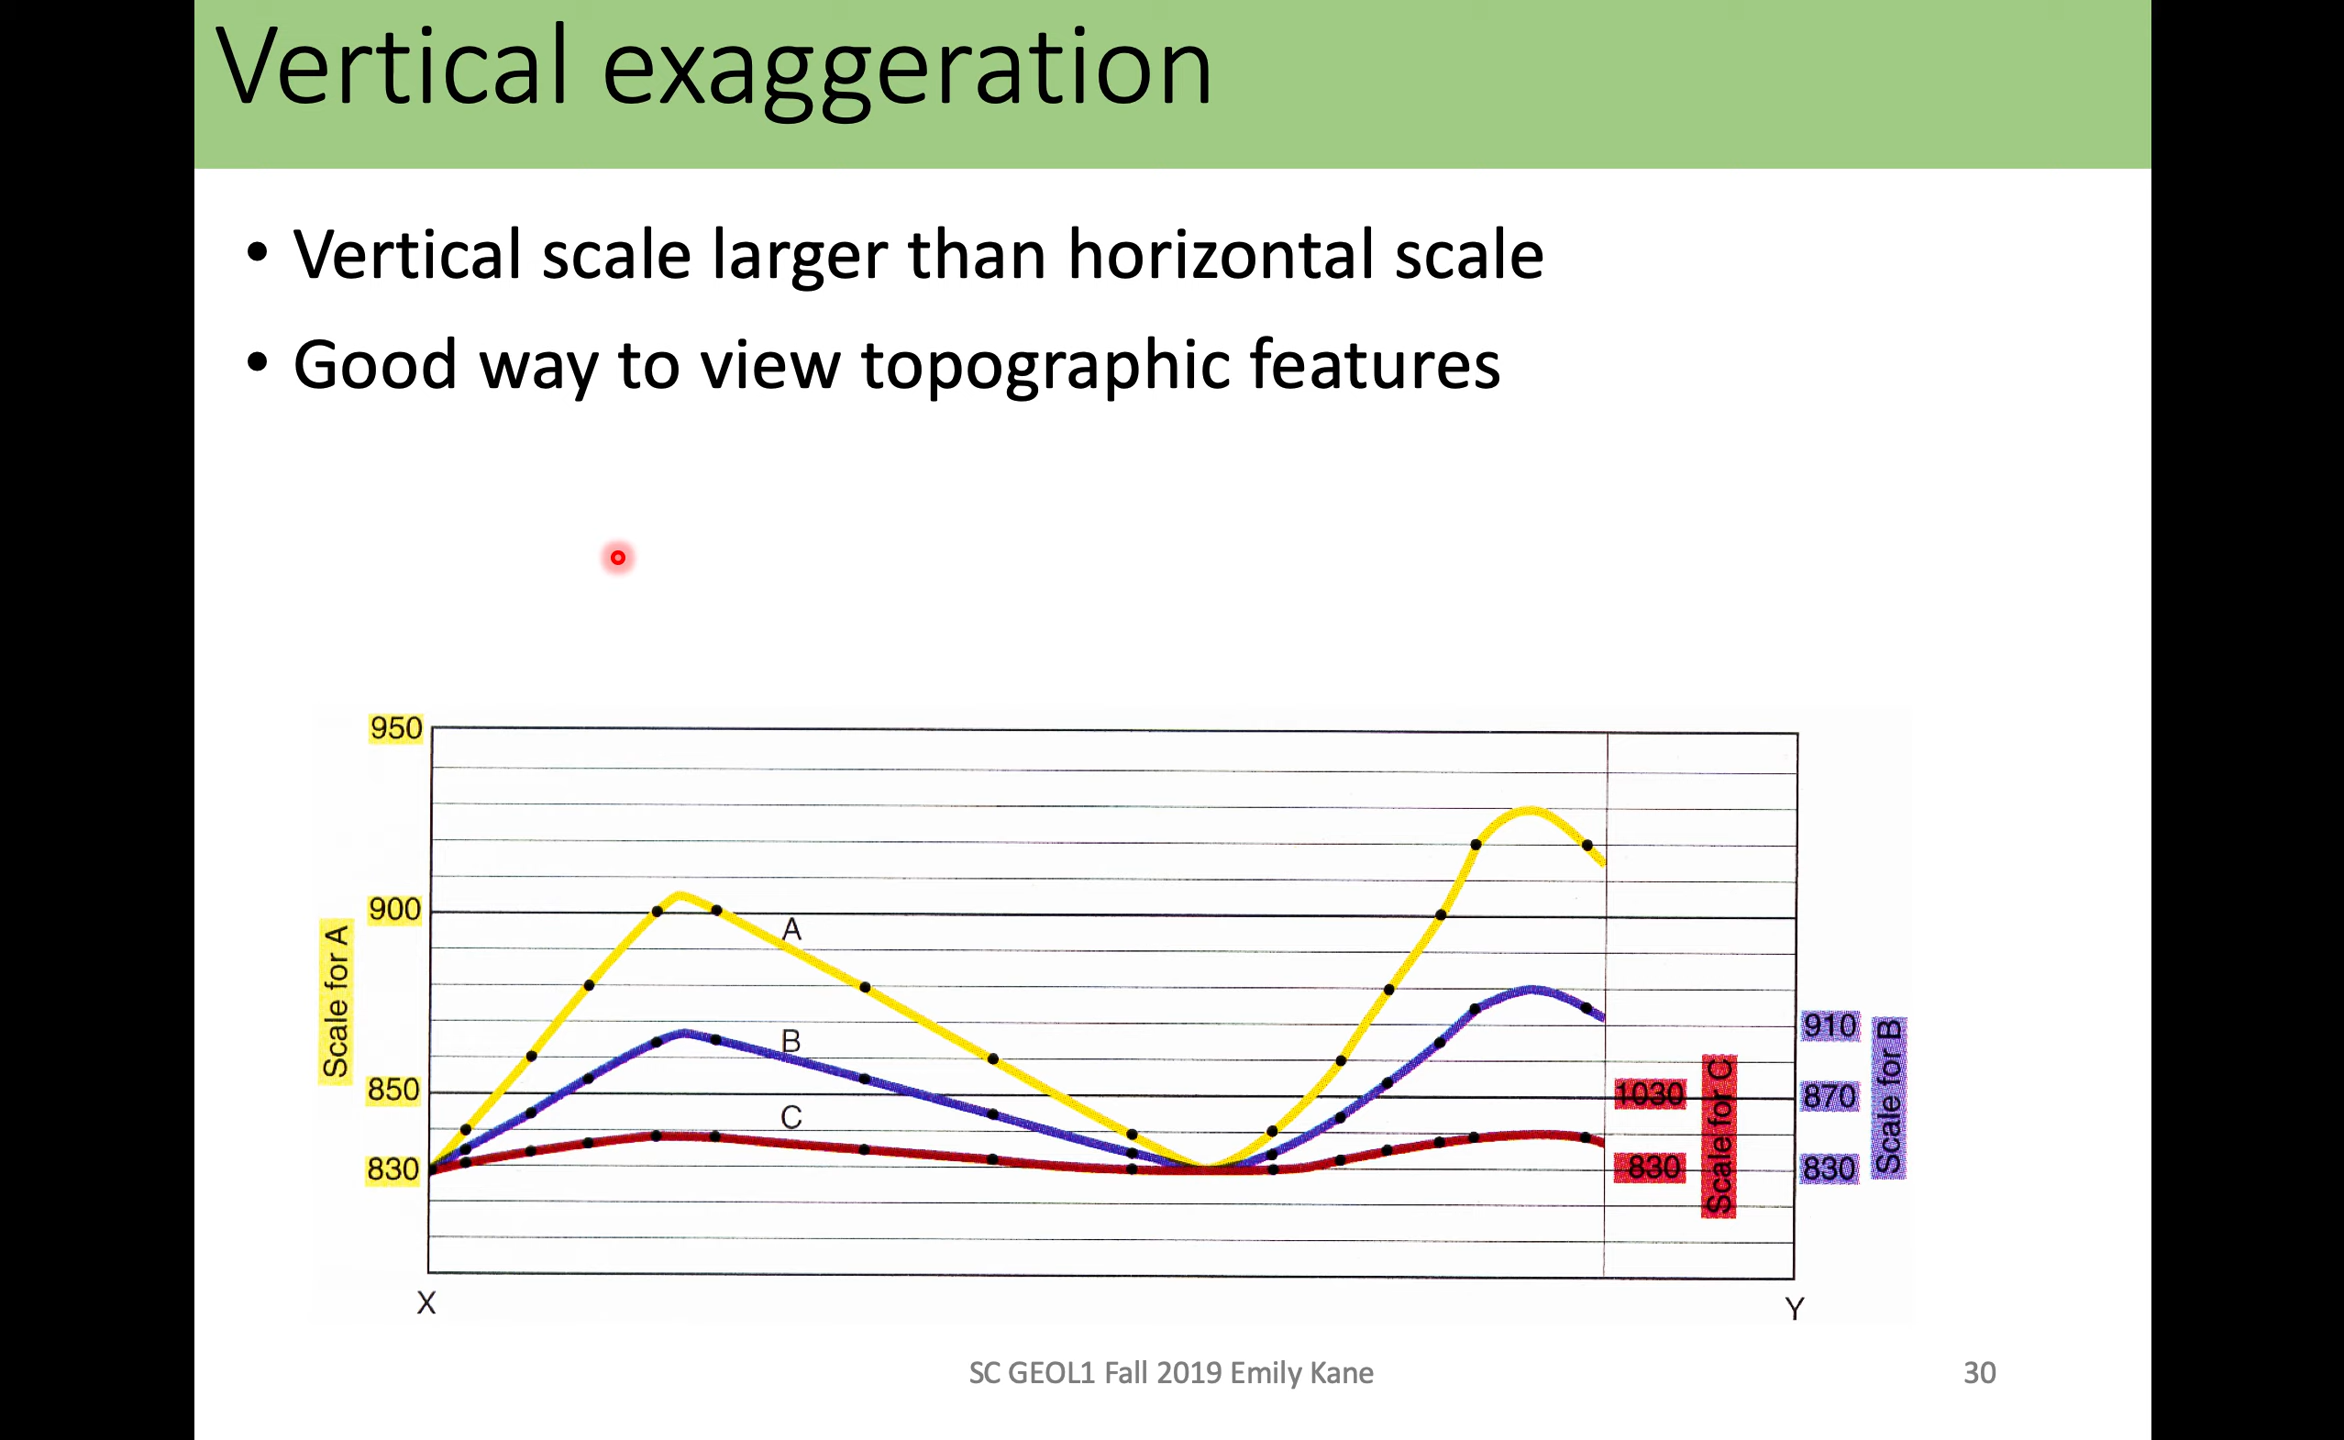 Vertical exaggeration
• Vertical scale larger than horizontal scale
• Good way to view topographic features
950
900
850
830
Scale for A
A
B
C
1030
830
Scale for C
910
870
830
Scale for B
X
Y
SC GEOL1 Fall 2019 Emily Kane
30